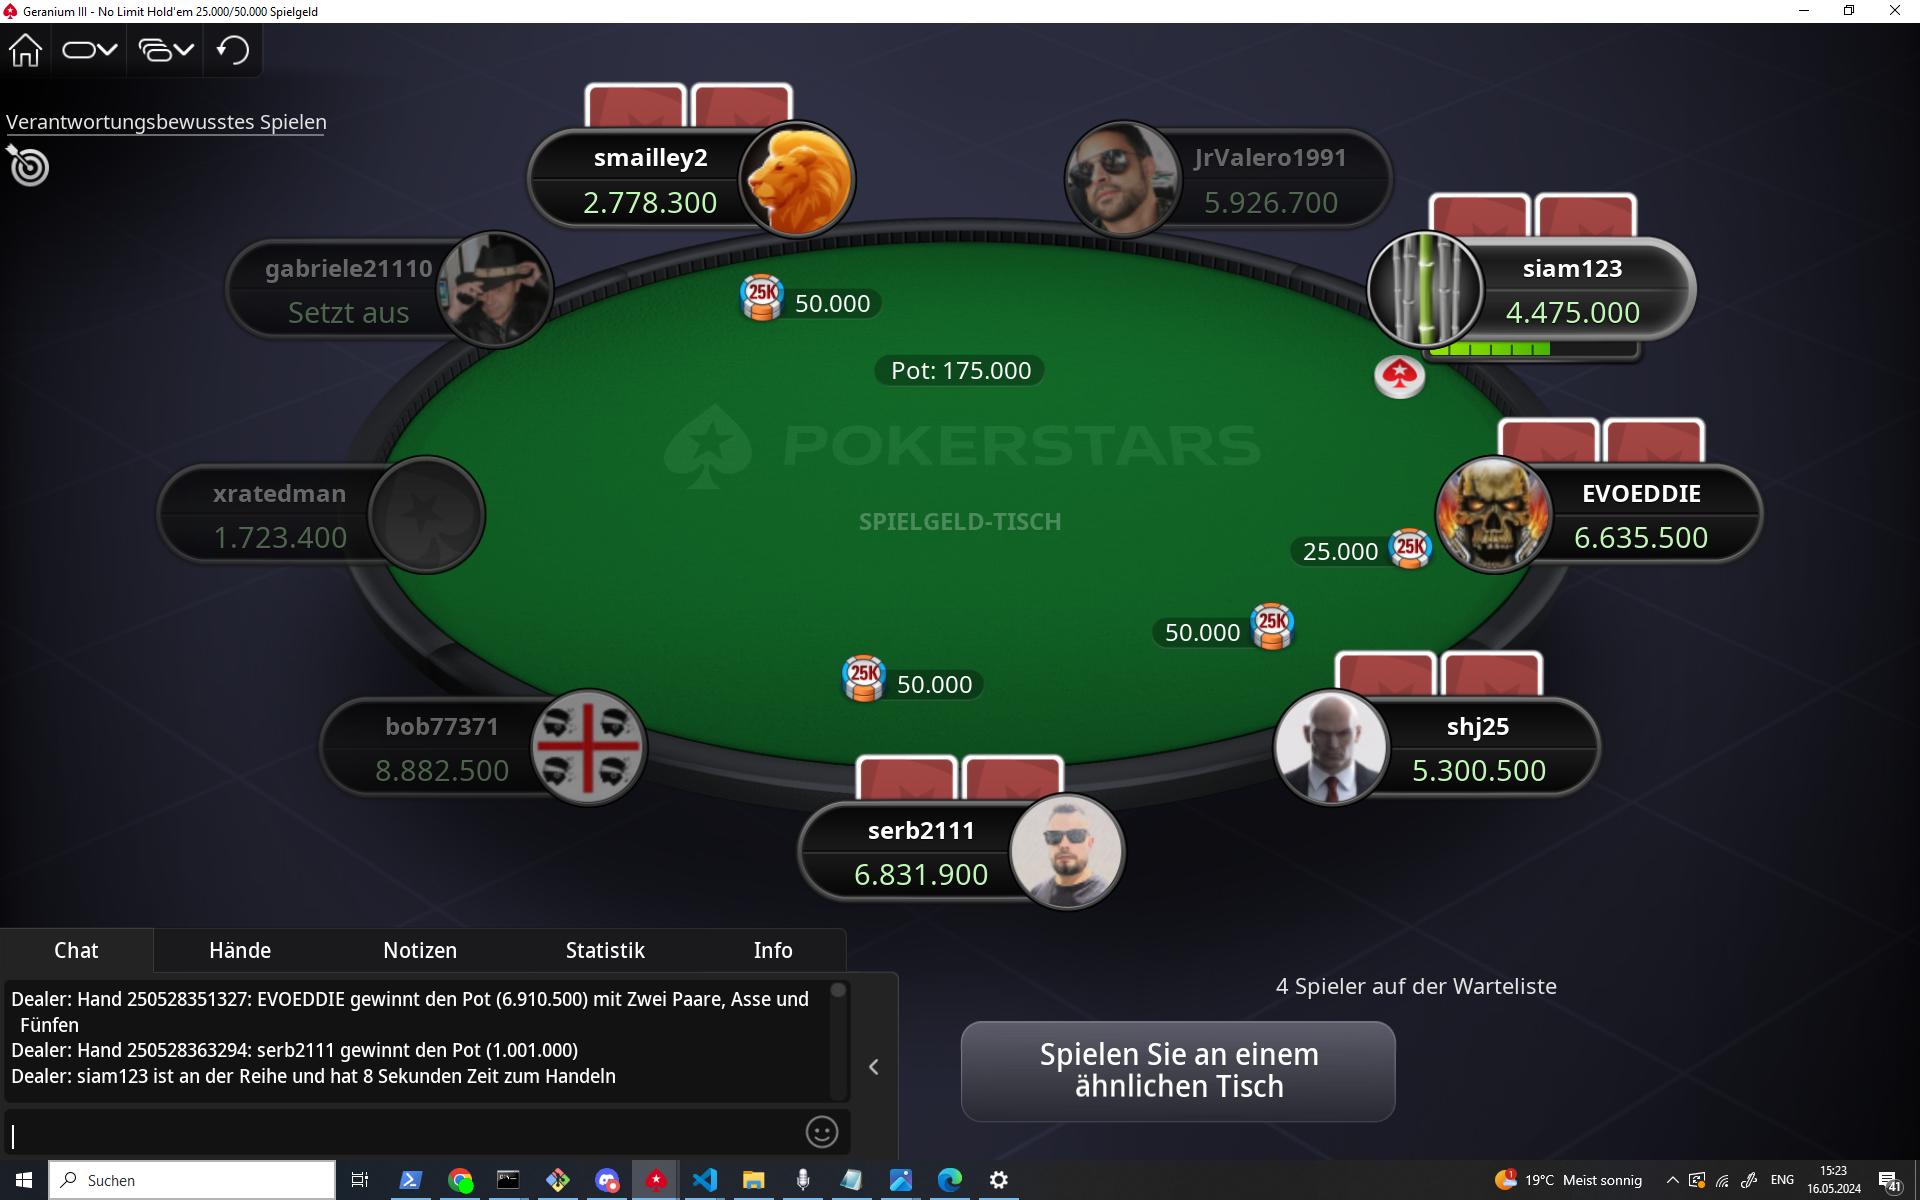 Geranium III - No Limit Hold'em 25.000/50.000 Spielgeld
Verantwortungsbewusstes Spielen
smailley2
2.778.300
JrValero1991
5.926.700
gabriele21110
Setzt aus
siam123
4.475.000
25K
50.000
Pot: 175.000
POKERSTARS
SPIELGELD-TISCH
xratedman
1.723.400
EVOEDDIE
6.635.500
25.000
25K
50.000
25K
25K
50.000
bob77371
8.882.500
shj25
5.300.500
serb2111
6.831.900
Chat
Hände
Notizen
Statistik
Info
Dealer: Hand 250528351327: EVOEDDIE gewinnt den Pot (6.910.500) mit Zwei Paare, Asse und
Fünfen
Dealer: Hand 250528363294: serb2111 gewinnt den Pot (1.001.000)
Dealer: siam123 ist an der Reihe und hat 8 Sekunden Zeit zum Handeln
4 Spieler auf der Warteliste
Spielen Sie an einem
ähnlichen Tisch
Suchen
1
19°C Meist sonnig
ENG
15:23
16.05.2024
41